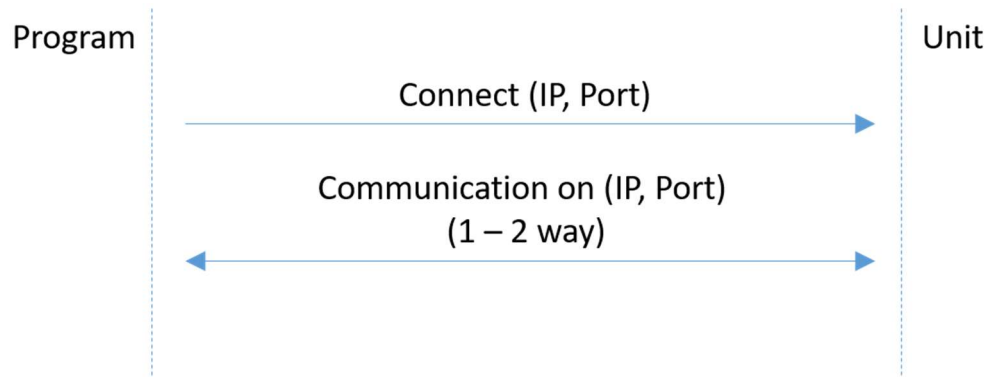 Program
Unit
Connect (IP, Port)
Communication on (IP, Port)
(1 – 2 way)